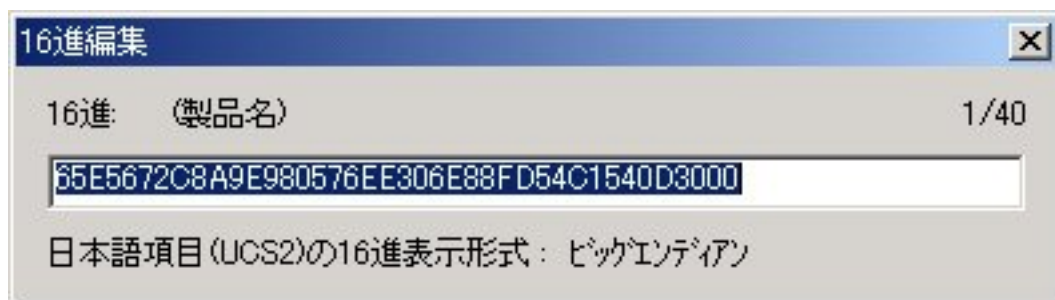 16進編集
16進: (製品名) 1/40
65E5672C8A9E980576EE306E88FD54C1540D3000
日本語項目(UCS2)の16進表示形式: ﾋﾞｯｸﾞｴﾝﾃﾞｨｱﾝ